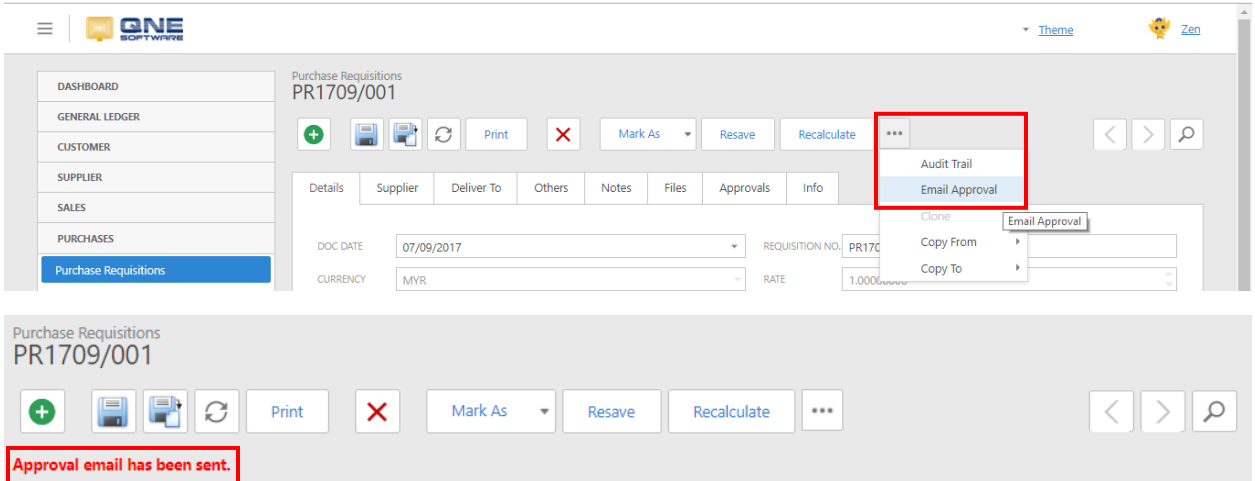 QNE
SOFTWARE
Theme
Zen
DASHBOARD
GENERAL LEDGER
CUSTOMER
SUPPLIER
SALES
PURCHASES
Purchase Requisitions
Purchase Requisitions
PR1709/001
Print
Mark As
Resave
Recalculate
Audit Trail
Email Approval
Clone
Email Approval
Copy From
Copy To
Details
Supplier
Deliver To
Others
Notes
Files
Approvals
Info
DOC DATE
07/09/2017
REQUISITION NO.
PR170
CURRENCY
MYR
RATE
1.00000000
Purchase Requisitions
PR1709/001
Print
Mark As
Resave
Recalculate
Approval email has been sent.